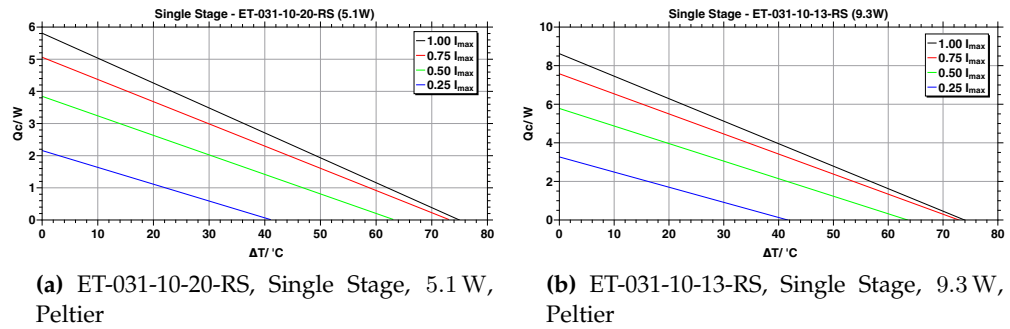 Single Stage - ET-031-10-20-RS (5.1W)
6
5
4
3
2
1
0
Qc/ W
1.00 Imax
0.75 Imax
0.50 Imax
0.25 Imax
0 10 20 30 40 50 60 70 80
ΔT/ 'C
(a) ET-031-10-20-RS, Single Stage, 5.1 W,
Peltier
Single Stage - ET-031-10-13-RS (9.3W)
10
8
6
4
2
0
Qc/ W
1.00 Imax
0.75 Imax
0.50 Imax
0.25 Imax
0 10 20 30 40 50 60 70 80
ΔT/ 'C
(b) ET-031-10-13-RS, Single Stage, 9.3 W,
Peltier